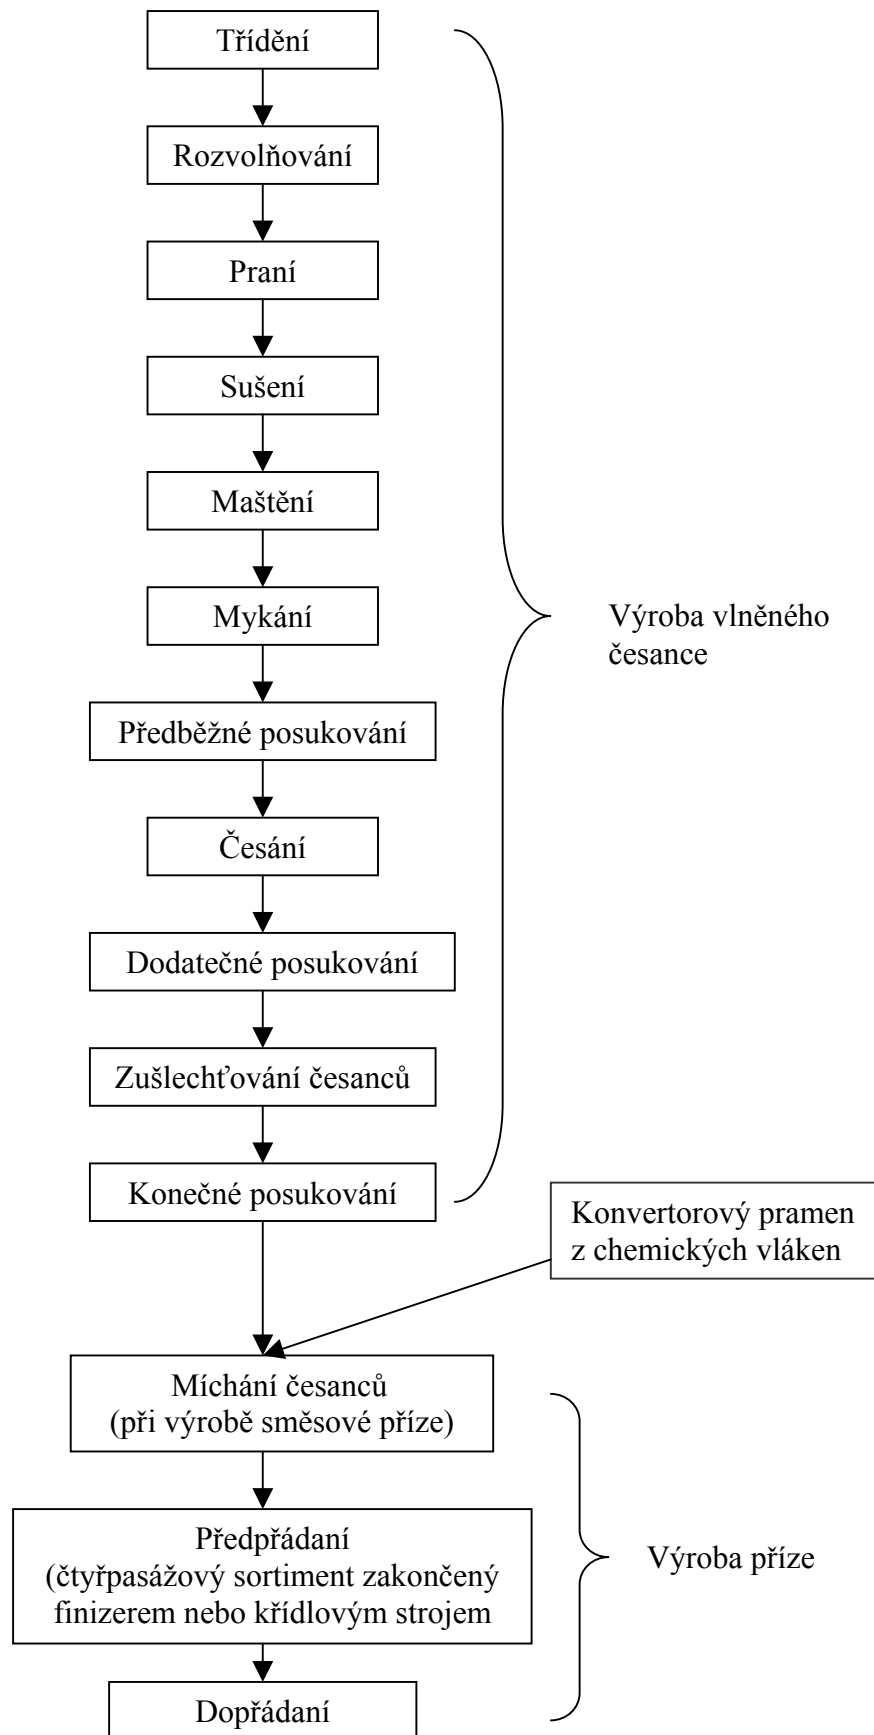 Třídění
Rozvolňování
Praní
Sušení
Maštění
Mykání
Výroba vlněného
česance
Předběžné posukování
Česání
Dodatečné posukování
Zušlechťování česanců
Konečné posukování
Konvertorový pramen
z chemických vláken
Míchání česanců
(při výrobě směsové příze)
Předpřádaní
(čtyřpasážový sortiment zakončený
finizerem nebo křídlovým strojem
Výroba příze
Dopřádaní